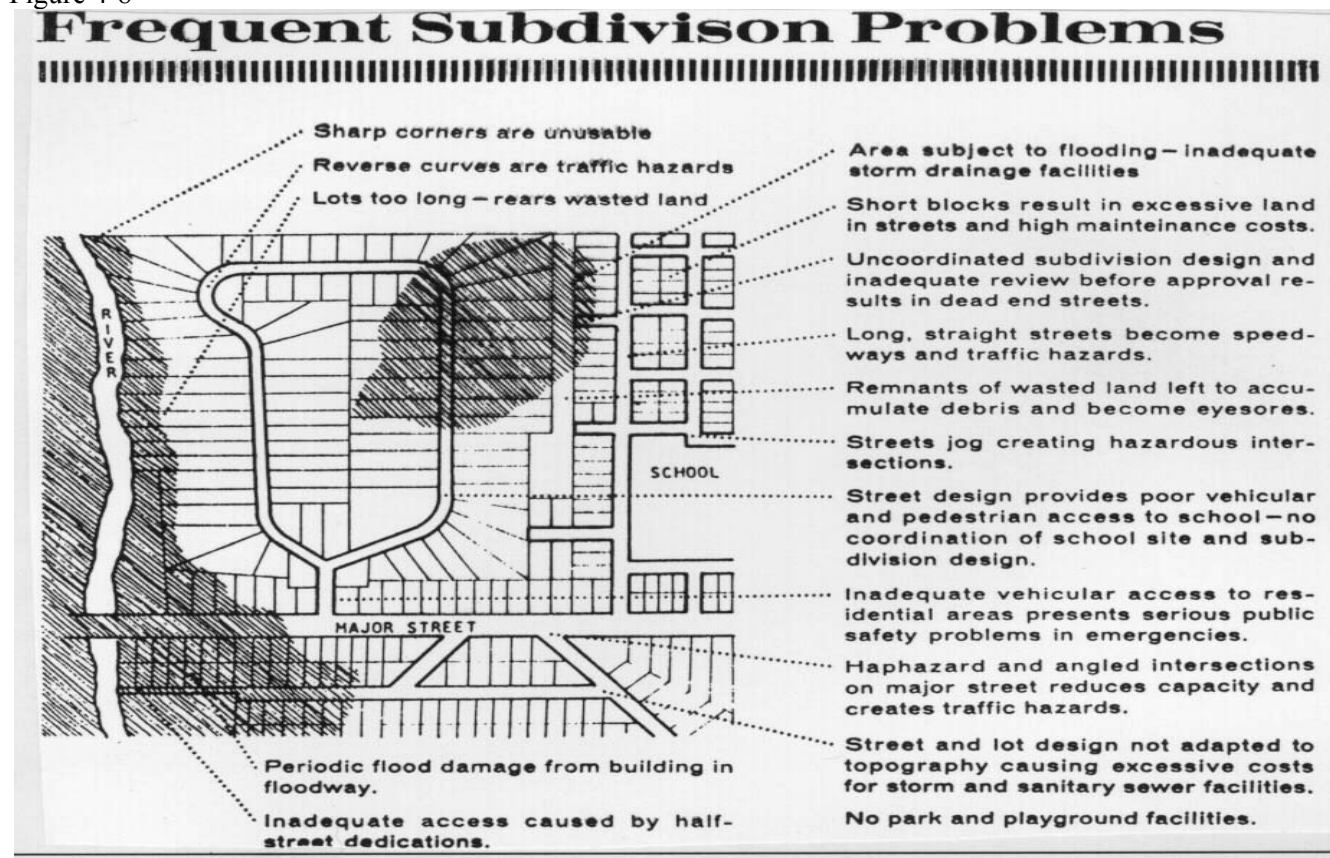 Frequent Subdivison Problems
Sharp corners are unusable
Reverse curves are traffic hazards
Lots too long—rears wasted land
Area subject to flooding—inadequate
storm drainage facilities
Short blocks result in excessive land
in streets and high mainteinance costs.
Uncoordinated subdivision design and
inadequate review before approval re-
sults in dead end streets.
Long, straight streets become speed-
ways and traffic hazards.
Remnants of wasted land left to accu-
mulate debris and become eyesores.
Streets jog creating hazardous inter-
sections.
Street design provides poor vehicular
and pedestrian access to school—no
coordination of school site and sub-
division design.
Inadequate vehicular access to res-
idential areas presents serious public
safety problems in emergencies.
Haphazard and angled intersections
on major street reduces capacity and
creates traffic hazards.
Street and lot design not adapted to
topography causing excessive costs
for storm and sanitary sewer facilities.
No park and playground facilities.
RIVER
SCHOOL
MAJOR STREET
Periodic flood damage from building in
floodway.
Inadequate access caused by half-
street dedications.